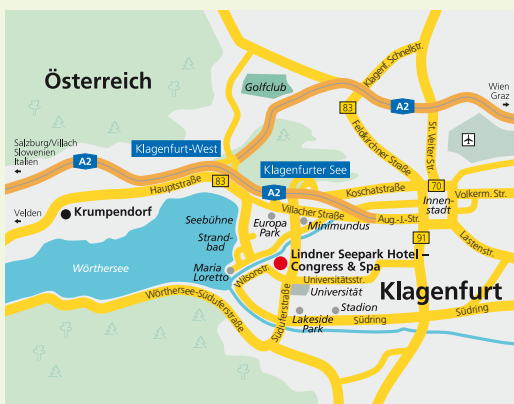 Österreich
Golfclub
Klagenf. Schnellstr.
A2
Wien
Graz
83
Feldkirchner Straße
St. Veiter Str.
Klagenfurt-West
Salzburg/Villach
Slovenien
Italien
A2
Klagenfurter See
Hauptstraße
83
A2
Koschatstraße
70
Völkerm. Str.
Velden
Krumpendorf
Seebühne
Villacher Straße
Innen-
stadt
Europa
Park
Minimundus
Aug.-J.-Str.
Strand-
bad
91
Lastenstr.
Wörthersee
Maria
Loretto
Wilsonstr.
Lindner Seepark Hotel –
Congress & Spa
Universitätsstr.
Universität
Klagenfurt
Wörthersee-Süduferstraße
Süduferstraße
Lakeside
Park
Stadion
Südring
Südring